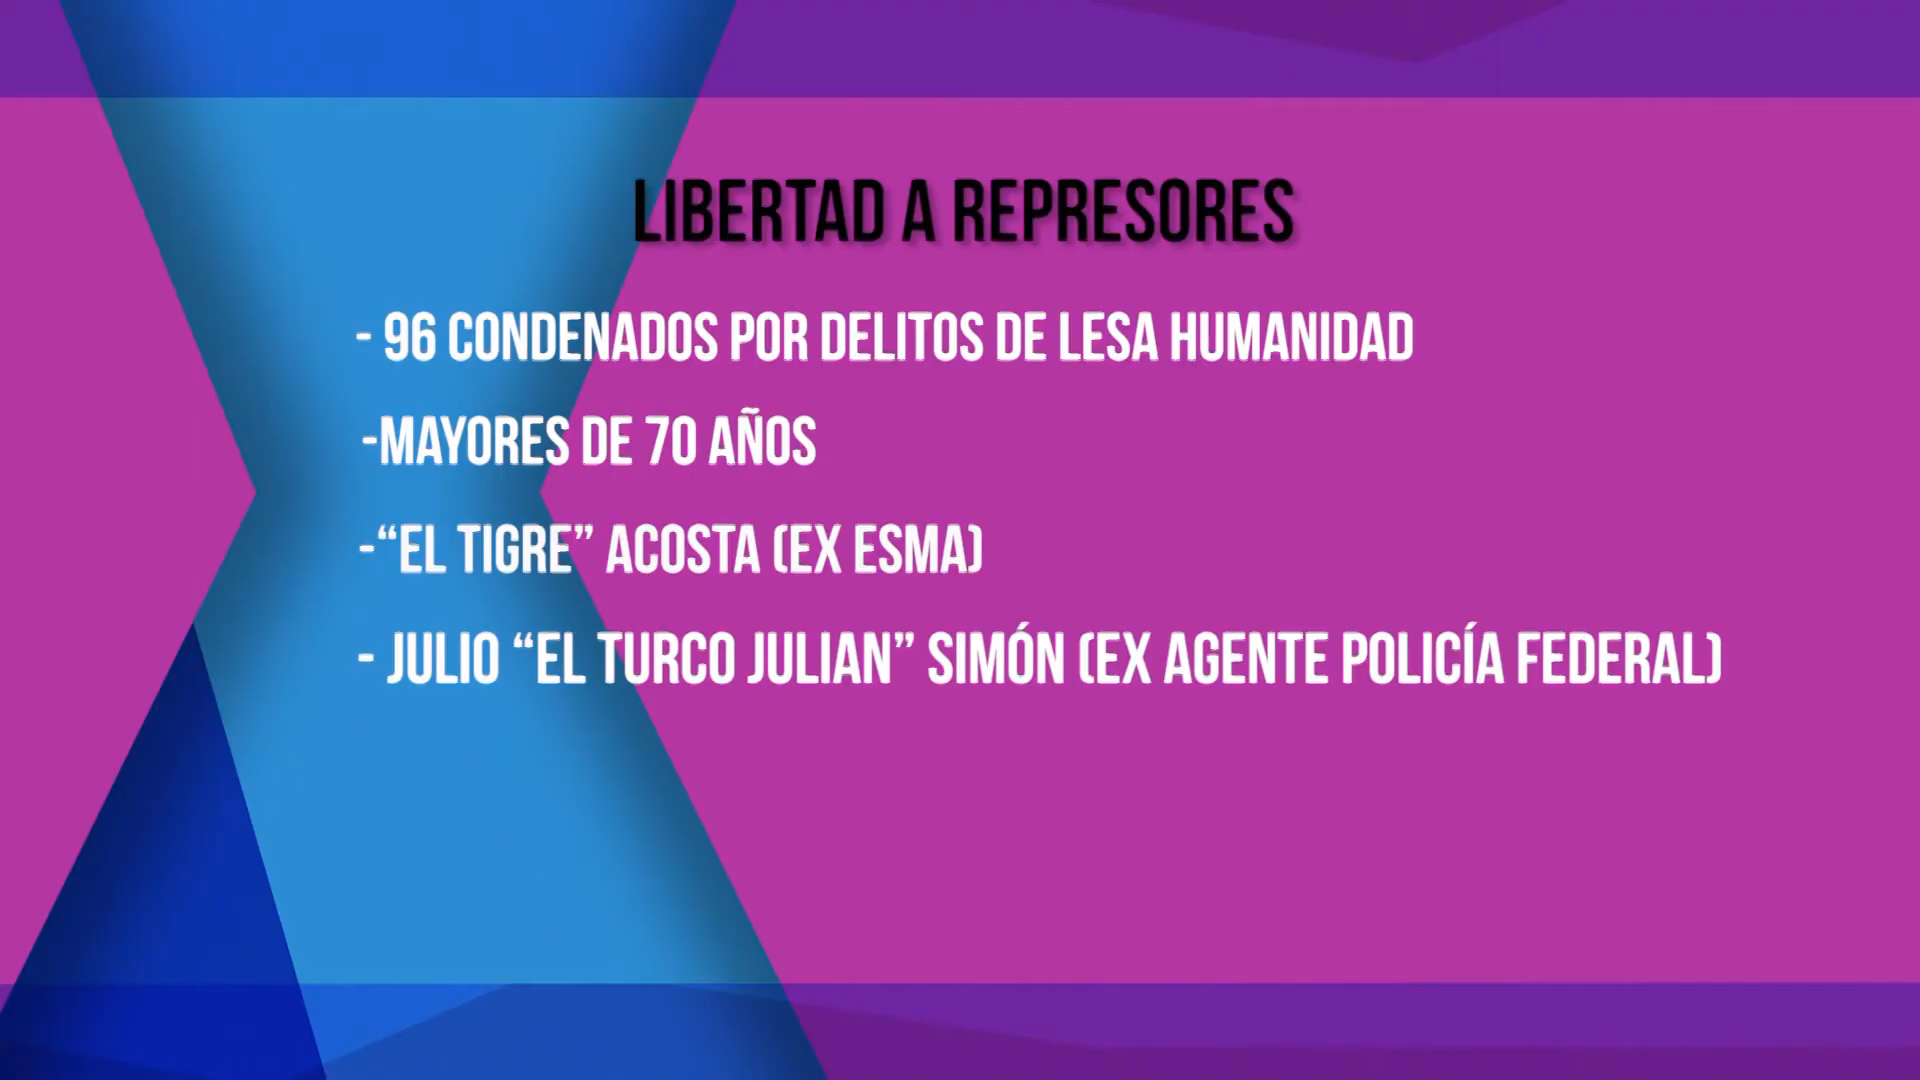 LIBERTAD A REPRESORES
- 96 CONDENADOS POR DELITOS DE LESA HUMANIDAD
-MAYORES DE 70 AÑOS
-“EL TIGRE” ACOSTA (EX ESMA)
- JULIO “EL TURCO JULIAN” SIMÓN (EX AGENTE POLICÍA FEDERAL)